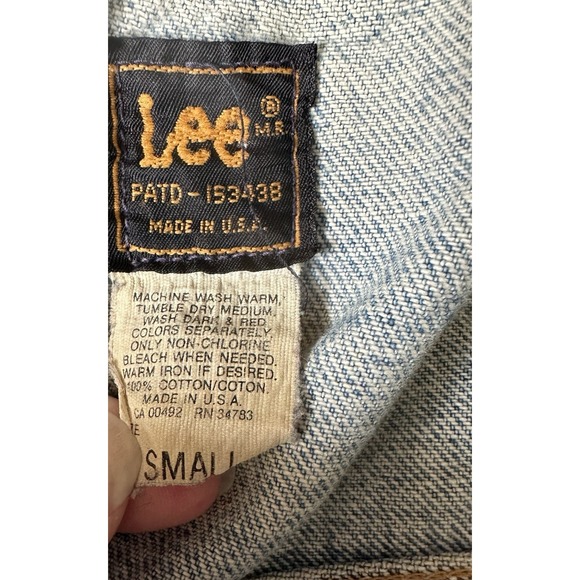 Lee ® M.R.
PATD - 153438
MADE IN U.S.A.
MACHINE WASH WARM,
TUMBLE DRY MEDIUM,
WASH DARK & RED
COLORS SEPARATELY.
ONLY NON-CHLORINE
BLEACH WHEN NEEDED.
WARM IRON IF DESIRED.
100% COTTON/COTON.
MADE IN U.S.A.
CA 00492 RN 34783
SMALL